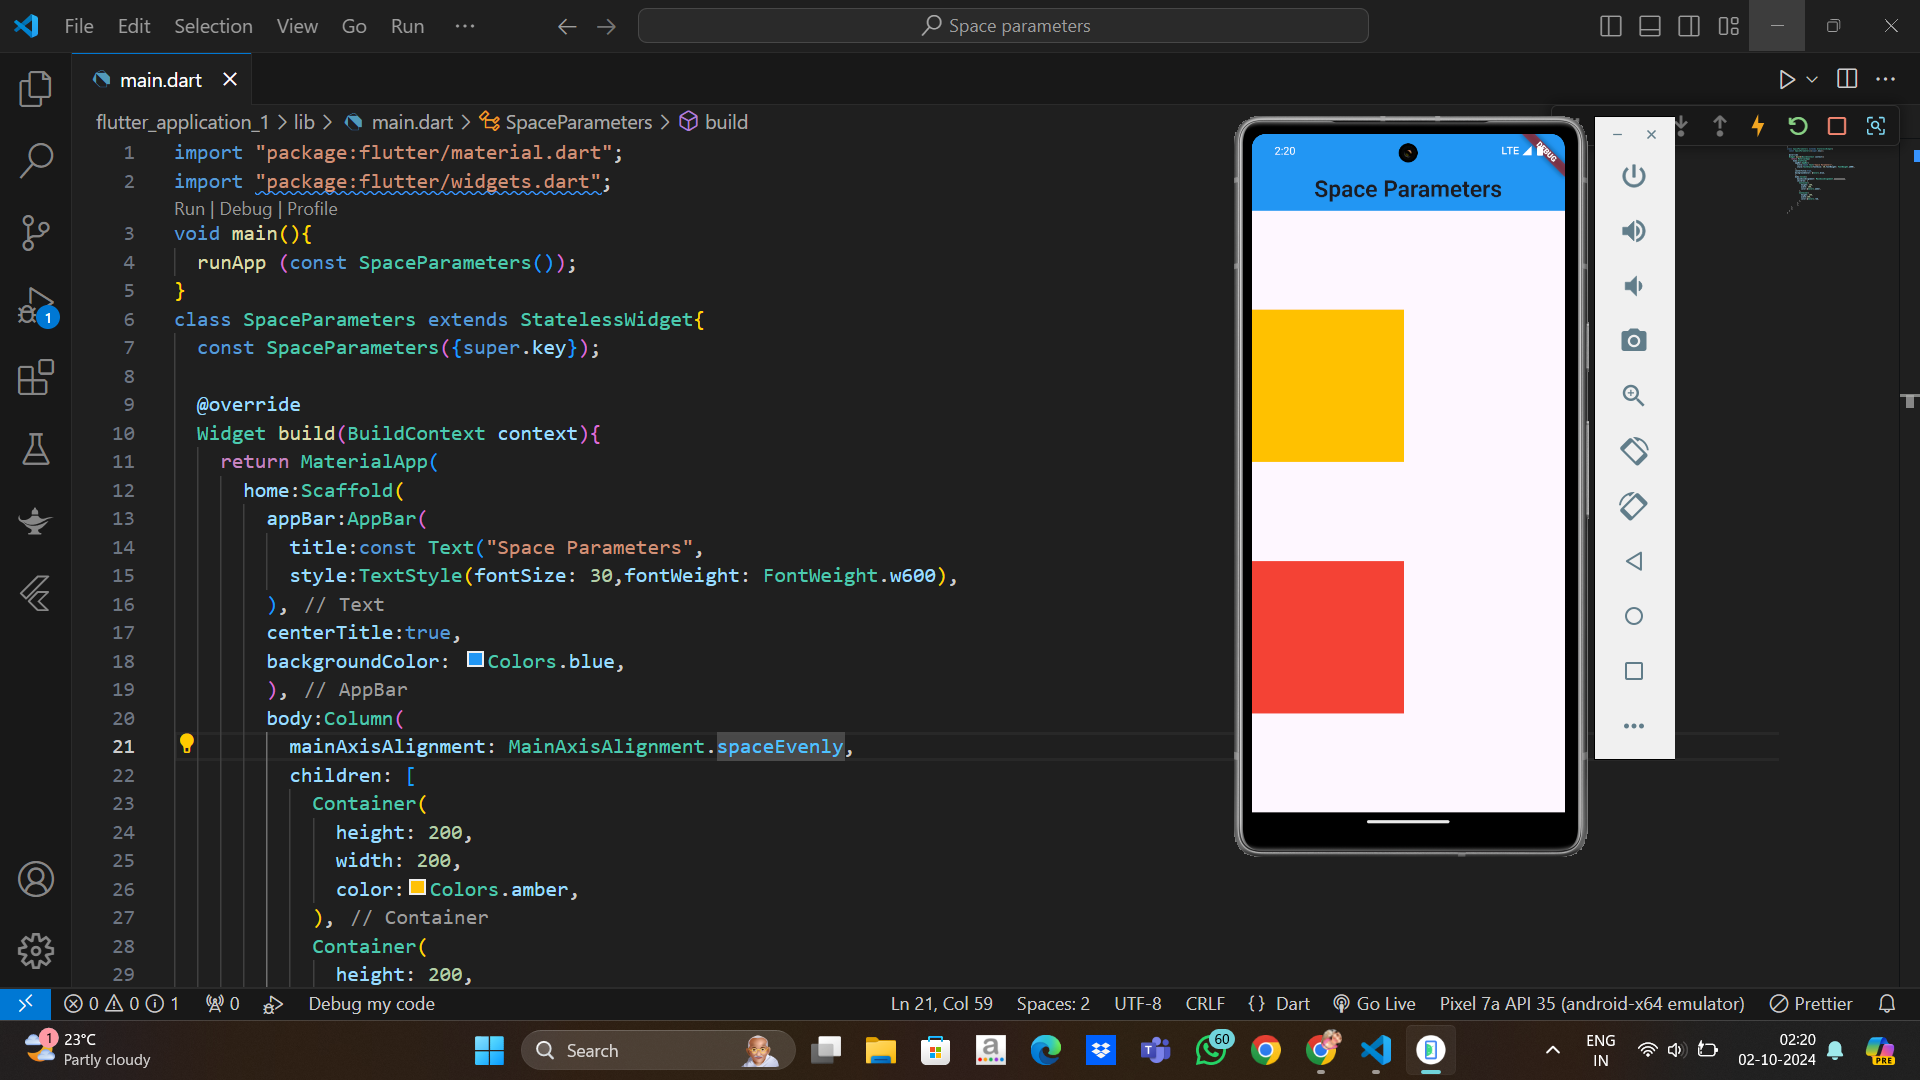 File Edit Selection View Go Run ··· Space parameters
main.dart
flutter_application_1 > lib > main.dart > SpaceParameters > build
1 import "package:flutter/material.dart";
2 import "package:flutter/widgets.dart";
Run | Debug | Profile
3 void main(){
4 runApp (const SpaceParameters());
5 }
6 class SpaceParameters extends StatelessWidget{
7 const SpaceParameters({super.key});
8
9 @override
10 Widget build(BuildContext context){
11 return MaterialApp(
12 home:Scaffold(
13 appBar:AppBar(
14 title:const Text("Space Parameters",
15 style:TextStyle(fontSize: 30,fontWeight: FontWeight.w600),
16 ), // Text
17 centerTitle:true,
18 backgroundColor: Colors.blue,
19 ), // AppBar
20 body:Column(
21 mainAxisAlignment: MainAxisAlignment.spaceEvenly,
22 children: [
23 Container(
24 height: 200,
25 width: 200,
26 color: Colors.amber,
27 ), // Container
28 Container(
29 height: 200,
2:20 LTE DEBUG
Space Parameters
1
0 0 1 0 Debug my code Ln 21, Col 59 Spaces: 2 UTF-8 CRLF {} Dart Go Live Pixel 7a API 35 (android-x64 emulator) Prettier
1 23°C
Partly cloudy
Search
60
PRE
ENG
IN
02:20
02-10-2024